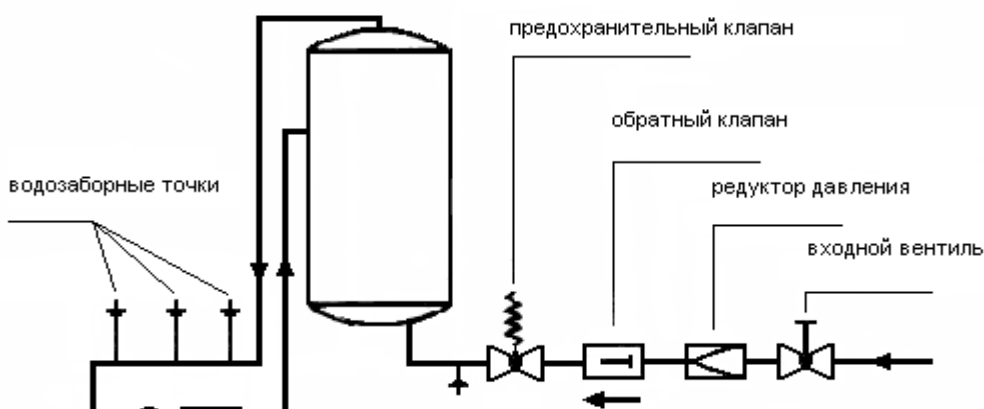 предохранительный клапан
обратный клапан
водозаборные точки
редуктор давления
входной вентиль